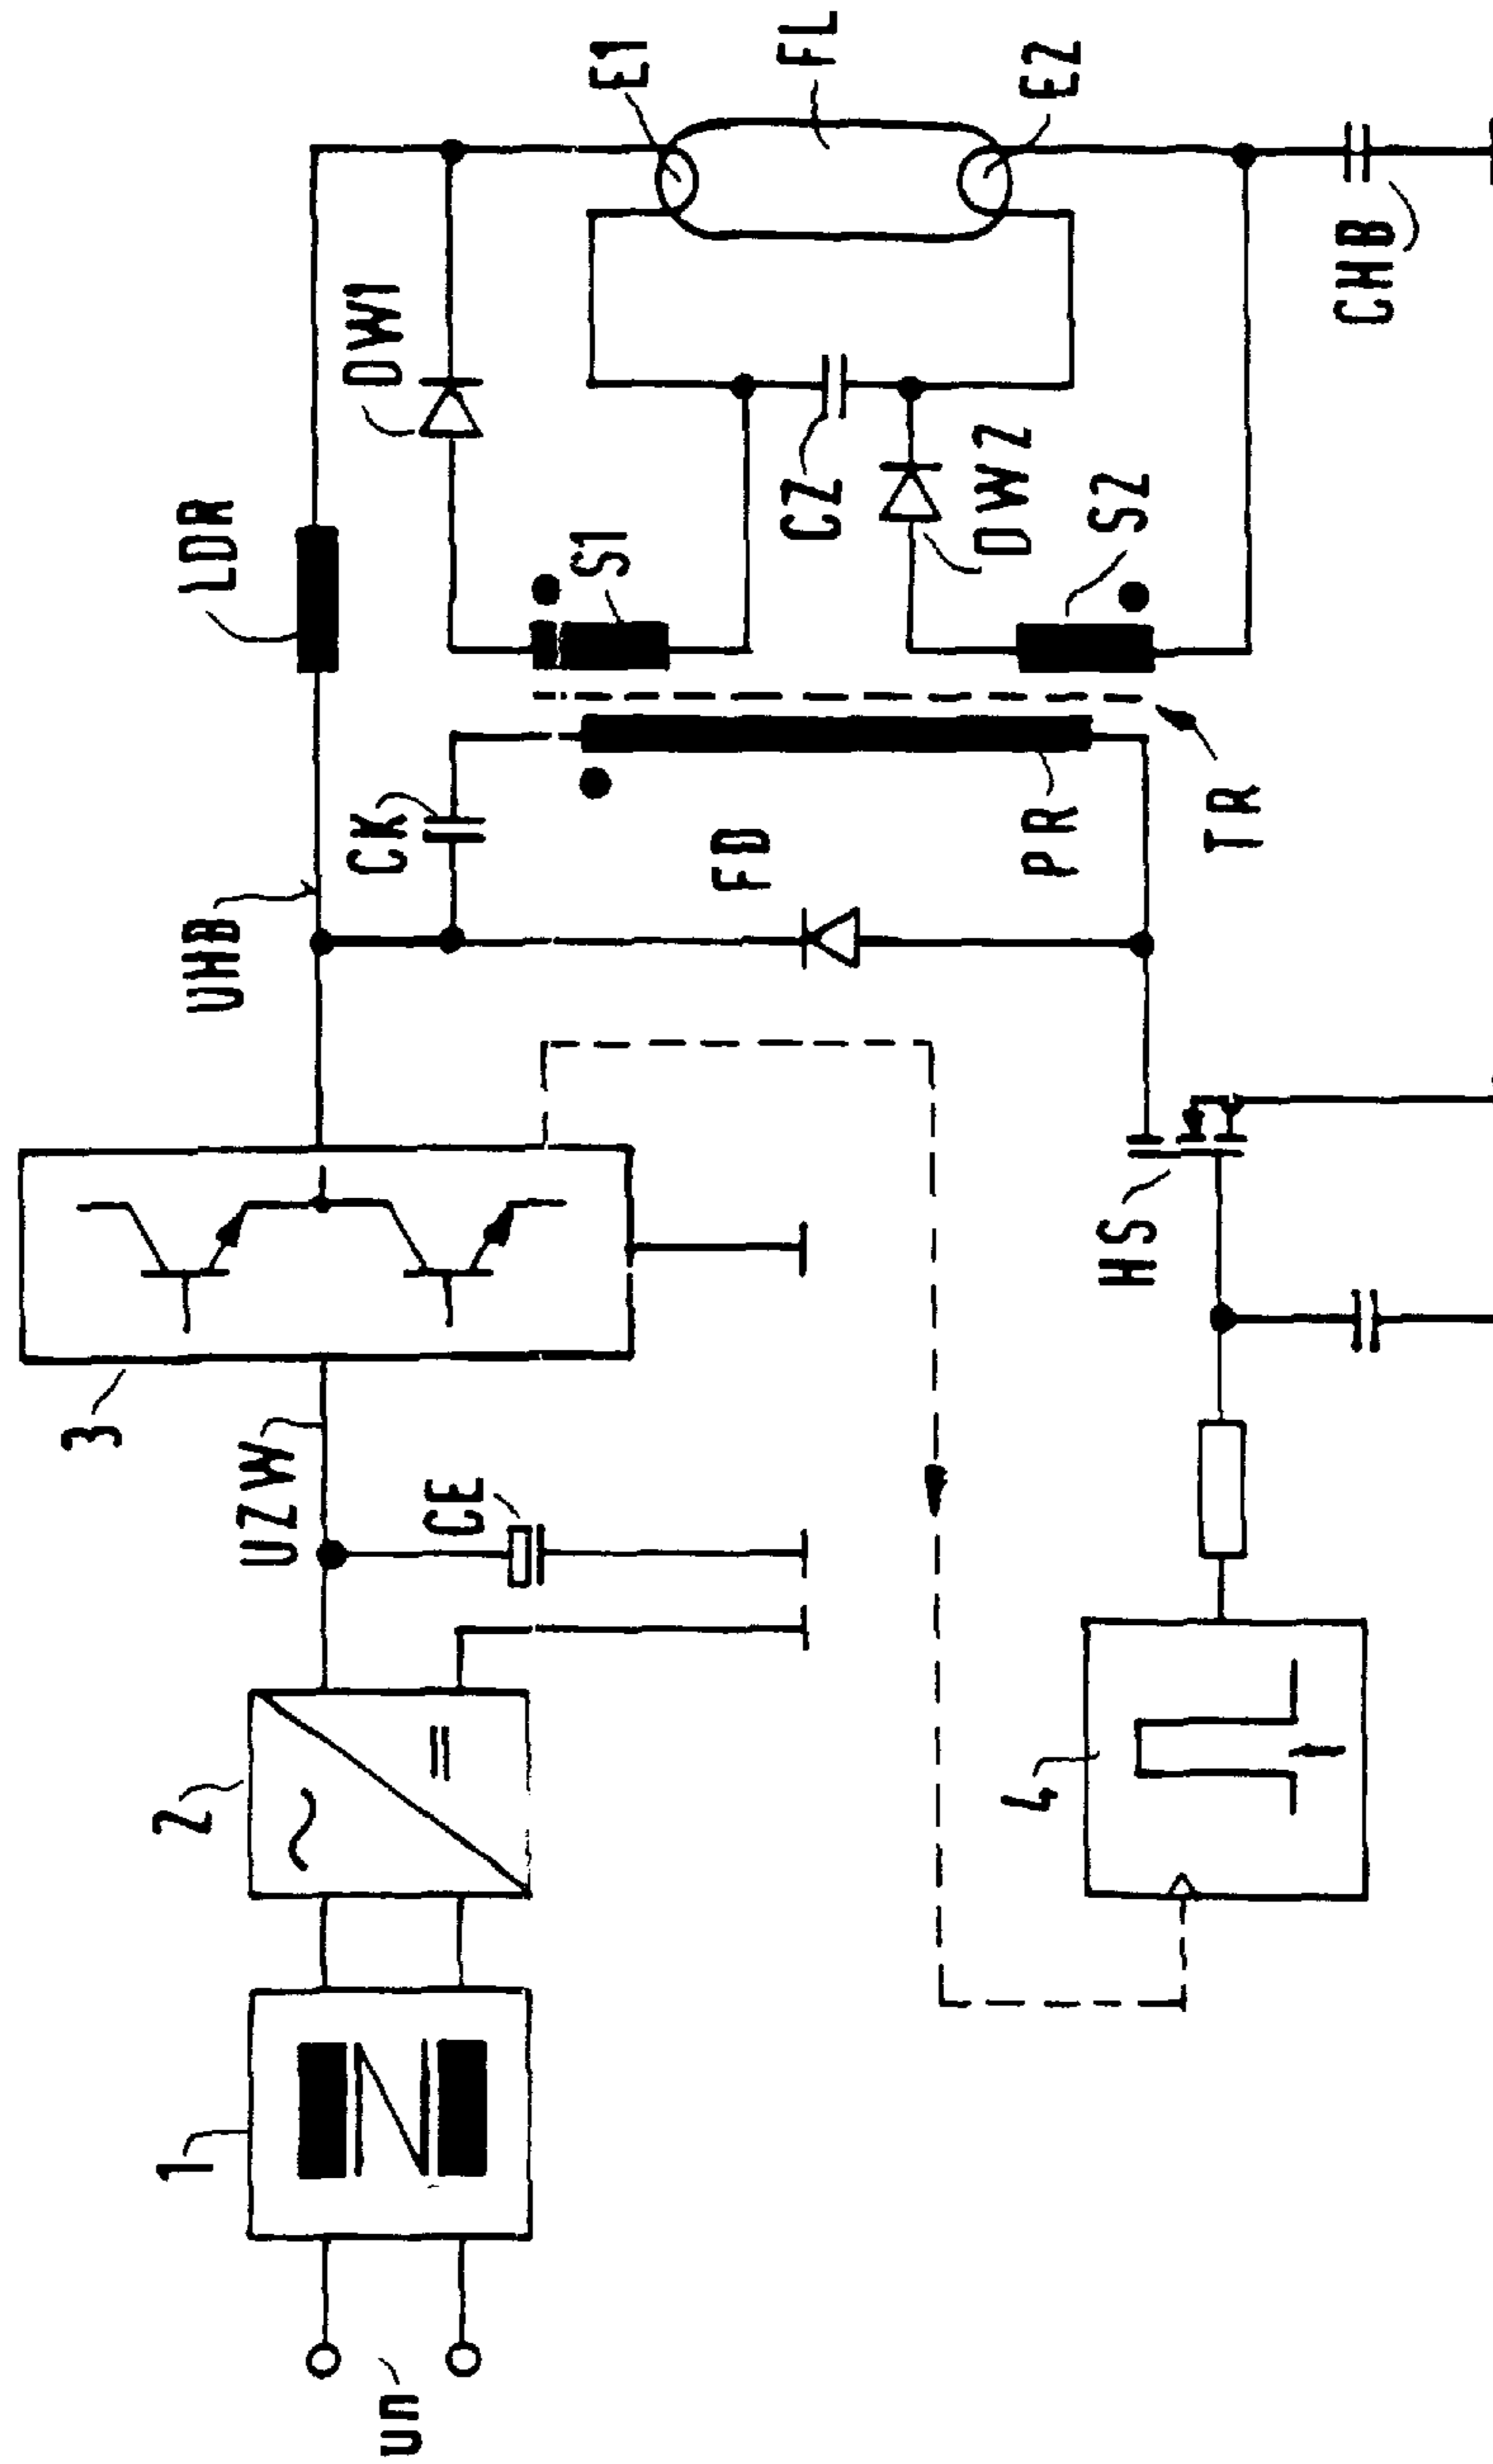 un
1
N
2
UZW
CE
3
UHB
LDR
CK
DW1
S1
E1
FL
CZ
DW2
FD
PR
S2
E2
TR
HS
4
CHB